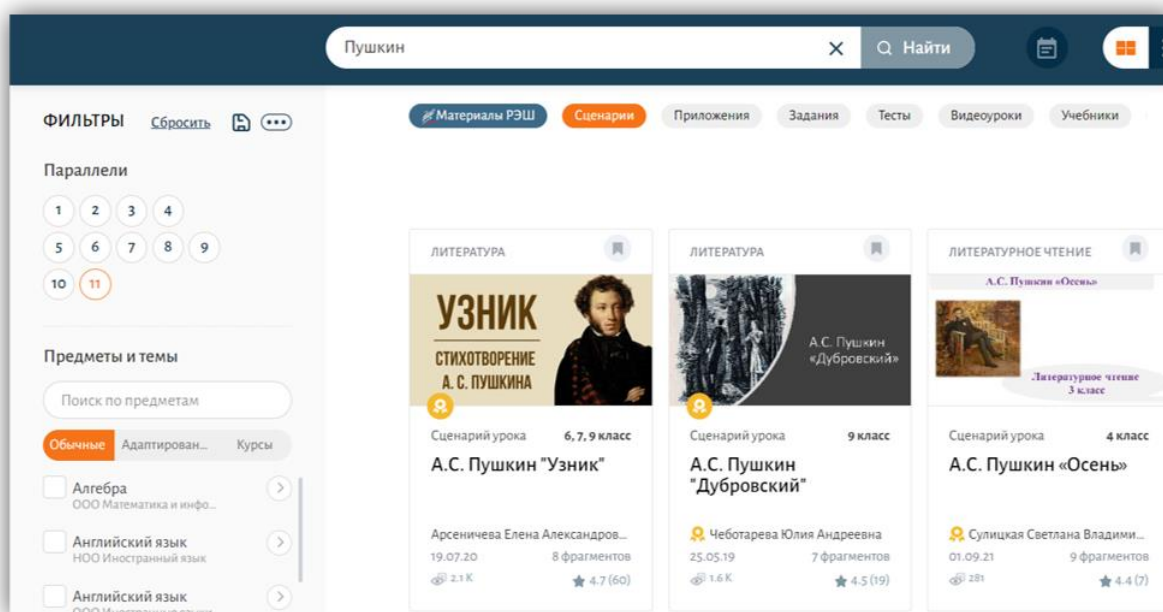 Пушкин
Найти
ФИЛЬТРЫ Сбросить
Материалы РЭШ Сценарии Приложения Задания Тесты Видеоуроки Учебники
Параллели
1 2 3 4
5 6 7 8 9
10 11
Предметы и темы
Поиск по предметам
Обычные Адаптирован... Курсы
Алгебра
ООО Математика и инфо...
Английский язык
НОО Иностранный язык
Английский язык
ЛИТЕРАТУРА
УЗНИК
СТИХОТВОРЕНИЕ
А. С. ПУШКИНА
Сценарий урока 6, 7, 9 класс
А.С. Пушкин "Узник"
Арсеничева Елена Александров...
19.07.20 8 фрагментов
2.1 K 4.7 (60)
ЛИТЕРАТУРА
А.С. Пушкин
«Дубровский»
Сценарий урока 9 класс
А.С. Пушкин
"Дубровский"
Чеботарева Юлия Андреевна
25.05.19 7 фрагментов
1.6 K 4.5 (19)
ЛИТЕРАТУРНОЕ ЧТЕНИЕ
А.С. Пушкин «Осень»
Литературное чтение
3 класс
Сценарий урока 4 класс
А.С. Пушкин «Осень»
Сулицкая Светлана Владими...
01.09.21 9 фрагментов
281 4.4 (7)